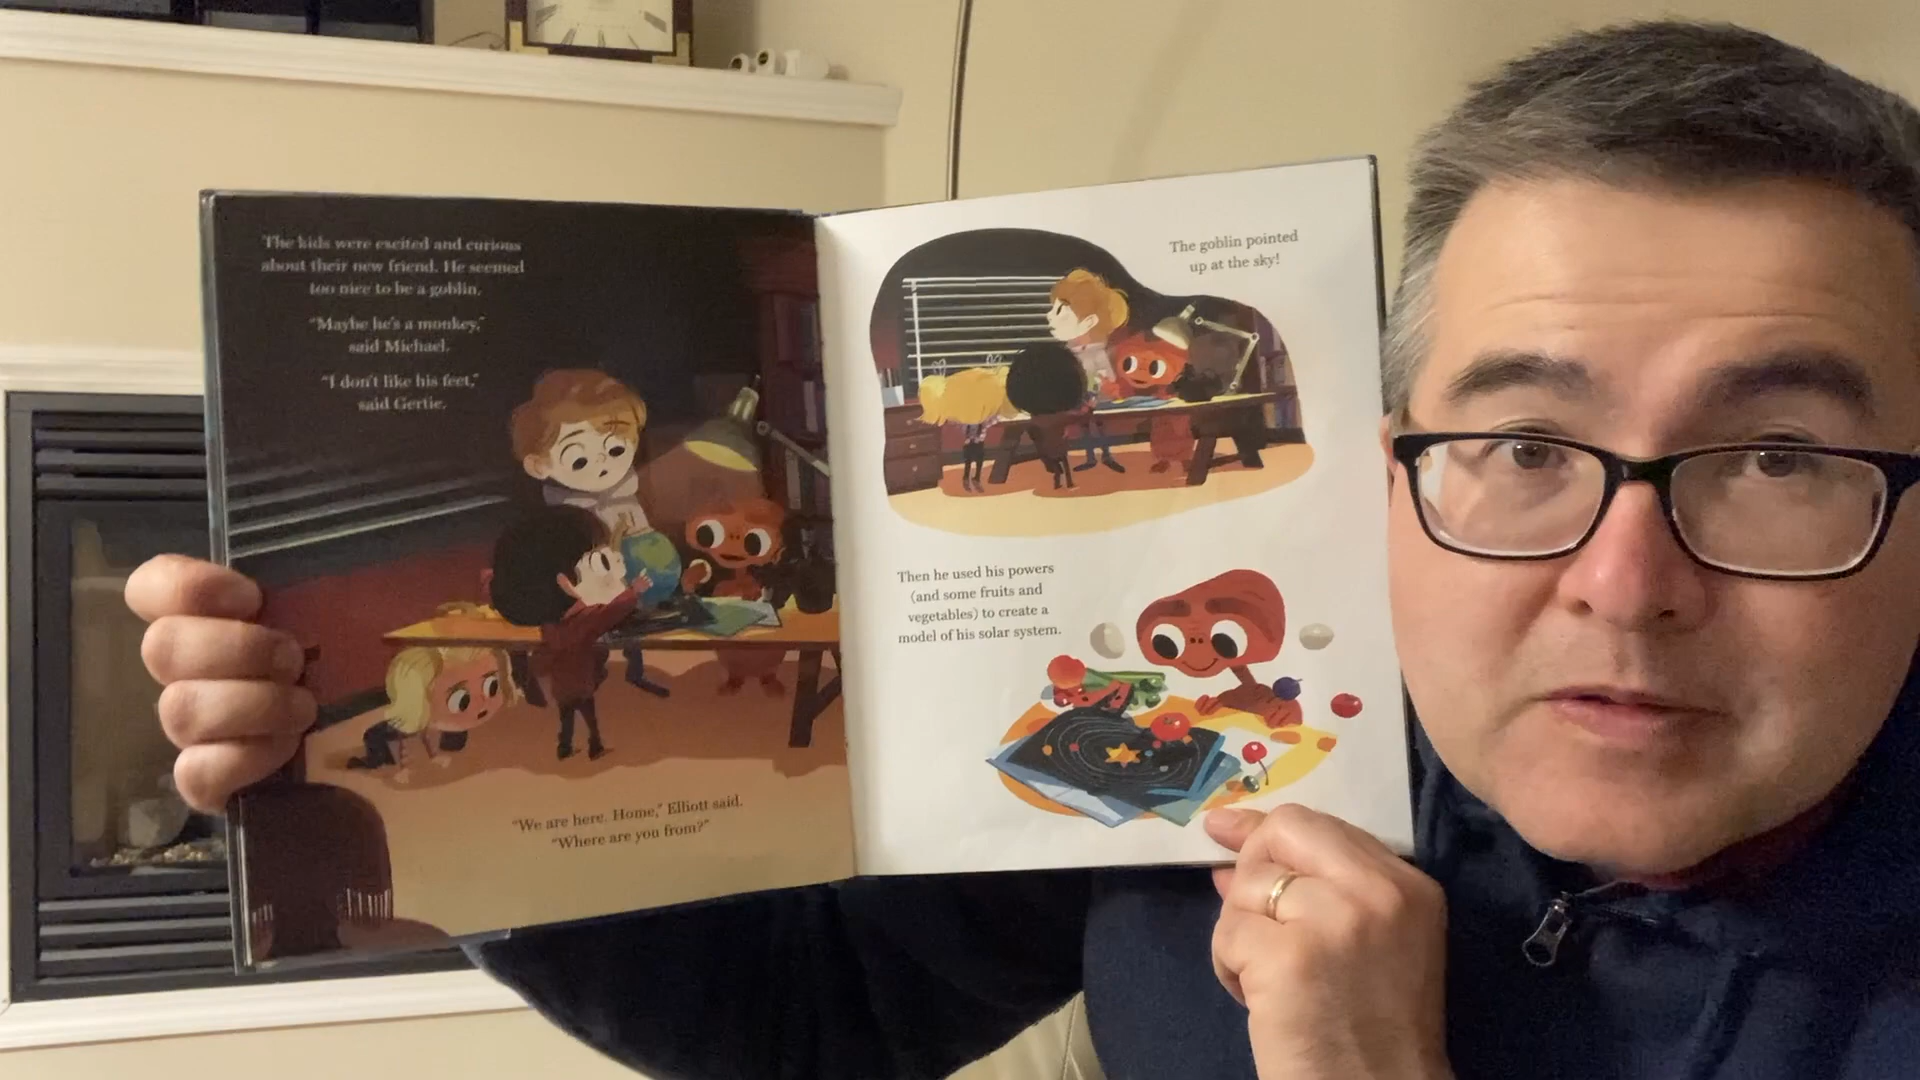 The kids were excited and curious
about their new friend. He seemed
too nice to be a goblin.
"Maybe he's a monkey,"
said Michael.
"I don't like his feet,"
said Gertie.
"We are here. Home," Elliott said.
"Where are you from?"
The goblin pointed
up at the sky!
Then he used his powers
(and some fruits and
vegetables) to create a
model of his solar system.